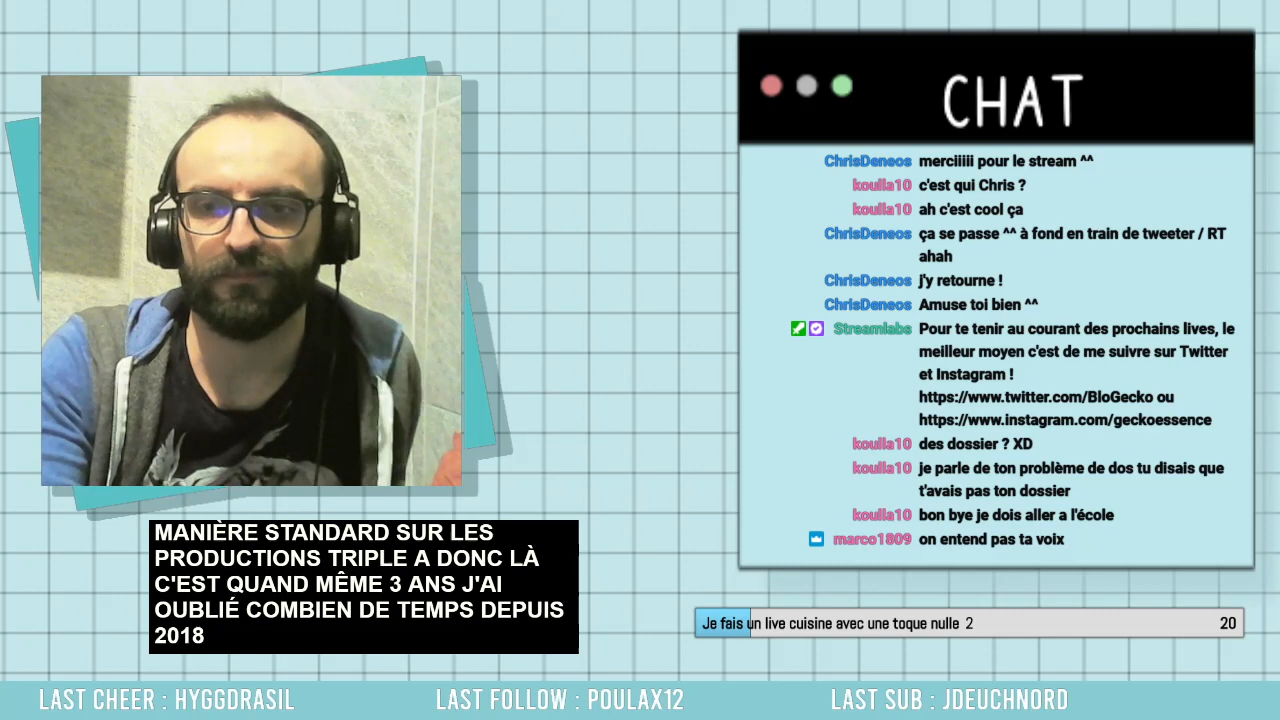 CHAT
ChrisDeneos merciiiii pour le stream ^^
koulla10 c'est qui Chris ?
koulla10 ah c'est cool ça
ChrisDeneos ça se passe ^^ à fond en train de tweeter / RT
ahah
ChrisDeneos j'y retourne !
ChrisDeneos Amuse toi bien ^^
Streamlabs Pour te tenir au courant des prochains lives, le
meilleur moyen c'est de me suivre sur Twitter
et Instagram !
https://www.twitter.com/BloGecko ou
https://www.instagram.com/geckoessence
koulla10 des dossier ? XD
koulla10 je parle de ton problème de dos tu disais que
t'avais pas ton dossier
koulla10 bon bye je dois aller a l'école
marco1809 on entend pas ta voix
MANIÈRE STANDARD SUR LES
PRODUCTIONS TRIPLE A DONC LÀ
C'EST QUAND MÊME 3 ANS J'AI
OUBLIÉ COMBIEN DE TEMPS DEPUIS
2018
Je fais un live cuisine avec une toque nulle 2 20
LAST CHEER : HYGGDRASIL LAST FOLLOW : POULAX12 LAST SUB : JDEUCHNORD